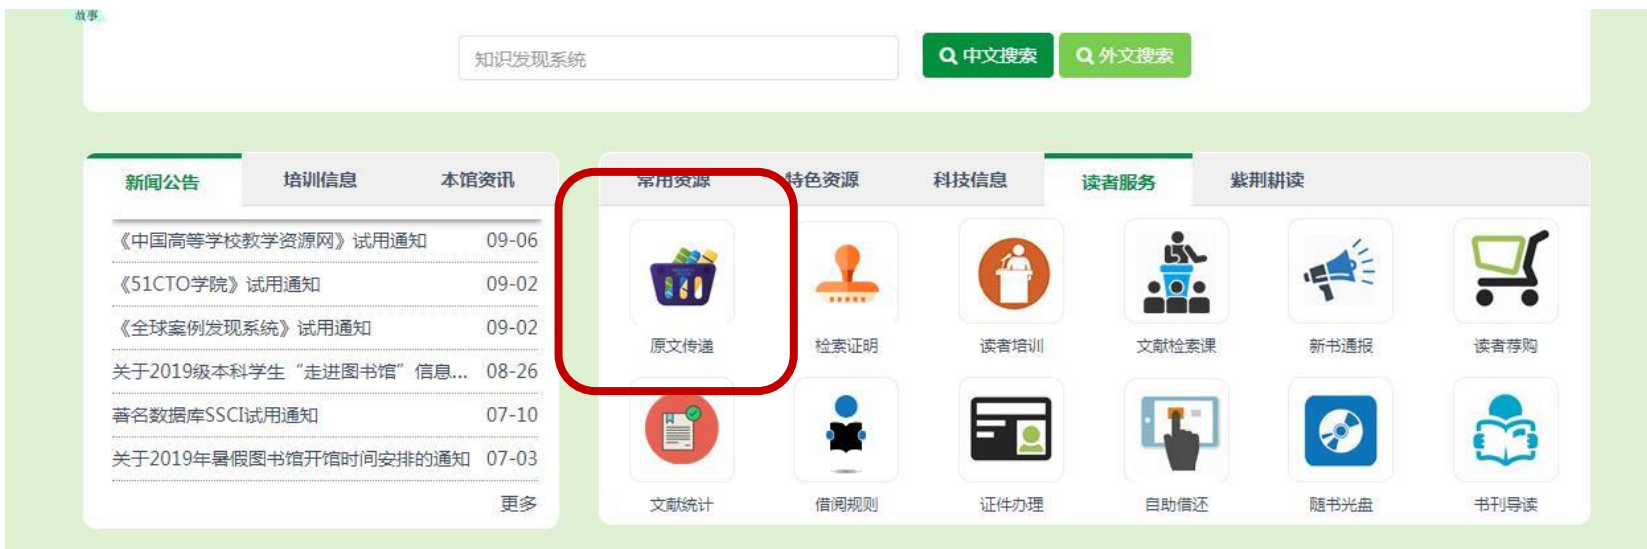 故事
知识发现系统
中文搜索 外文搜索
新闻公告 培训信息 本馆资讯
《中国高等学校教学资源网》试用通知 09-06
《51CTO学院》试用通知 09-02
《全球案例发现系统》试用通知 09-02
关于2019级本科学生“走进图书馆”信息... 08-26
著名数据库SSCI试用通知 07-10
关于2019年暑假图书馆开馆时间安排的通知 07-03
更多
常用资源 特色资源 科技信息 读者服务 紫荆耕读
原文传递 检索证明 读者培训 文献检索课 新书通报 读者荐购
文献统计 借阅规则 证件办理 自助借还 随书光盘 书刊导读